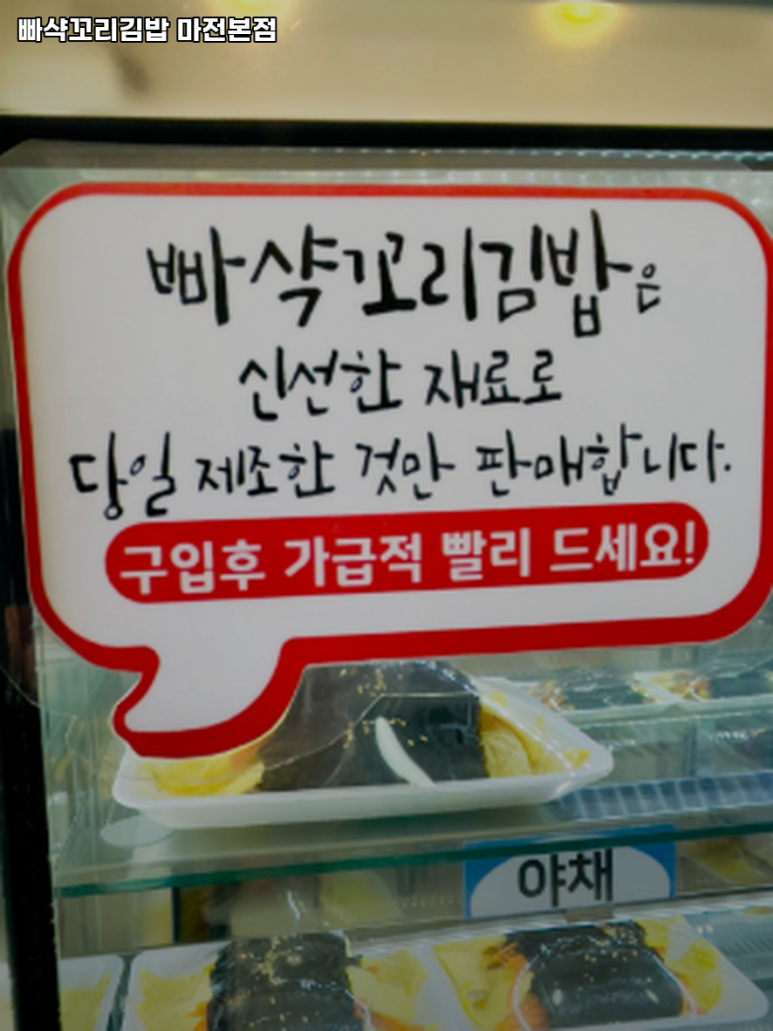 빠샥꼬리김밥 마전본점
빠샥꼬리김밥은
신선한 재료로
당일 제조한 것만 판매합니다.
구입후 가급적 빨리 드세요!
야채